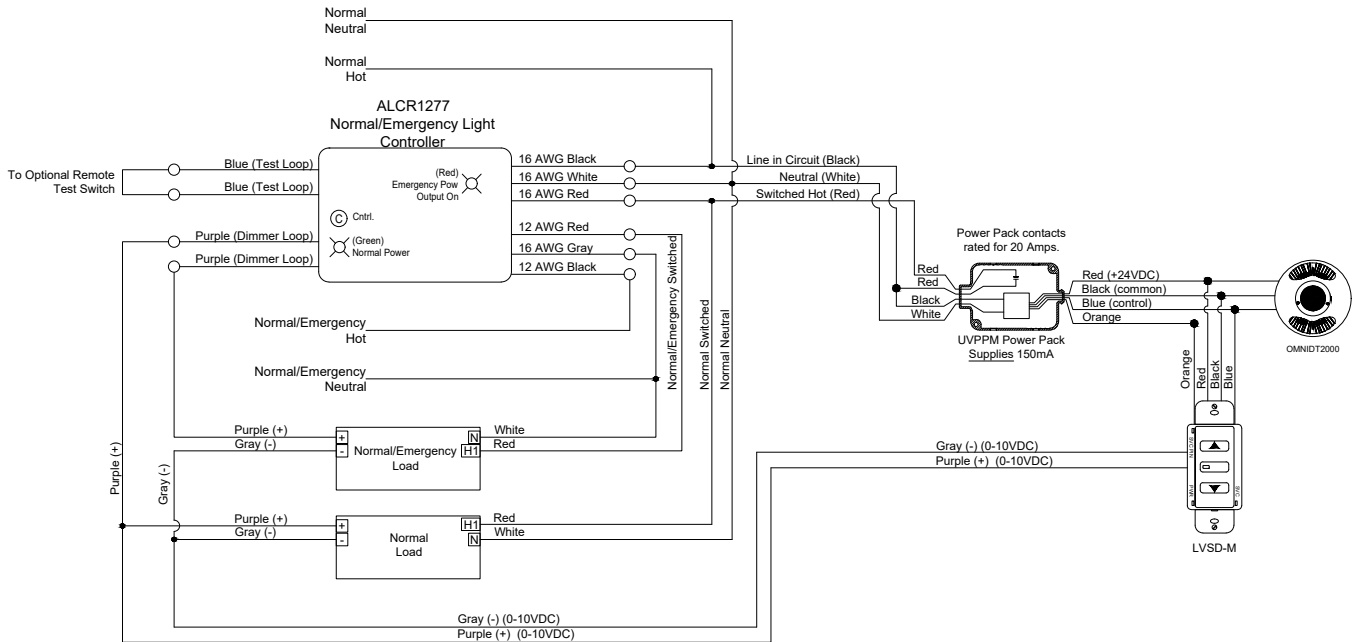 Normal
Neutral
Normal
Hot
ALCR1277
Normal/Emergency Light
Controller
To Optional Remote
Test Switch
Blue (Test Loop)
Blue (Test Loop)
Purple (Dimmer Loop)
Purple (Dimmer Loop)
(Red)
Emergency Pow
Output On
C
Cntrl.
(Green)
Normal Power
16 AWG Black
16 AWG White
16 AWG Red
12 AWG Red
16 AWG Gray
12 AWG Black
Line in Circuit (Black)
Neutral (White)
Switched Hot (Red)
Normal/Emergency
Hot
Normal/Emergency
Neutral
Normal/Emergency Switched
Normal Switched
Normal Neutral
Power Pack contacts
rated for 20 Amps.
Red
Red
Black
White
UVPPM Power Pack
Supplies 150mA
Red (+24VDC)
Black (common)
Blue (control)
Orange
OMNIDT2000
Orange
Red
Black
Blue
Purple (+)
Gray (-)
Purple (+)
Gray (-)
+
-
Normal/Emergency
Load
N
H1
White
Red
Purple (+)
Gray (-)
+
-
Normal
Load
H1
N
Red
White
Gray (-) (0-10VDC)
Purple (+) (0-10VDC)
PWR
SVC
LVSD-M
Gray (-) (0-10VDC)
Purple (+) (0-10VDC)